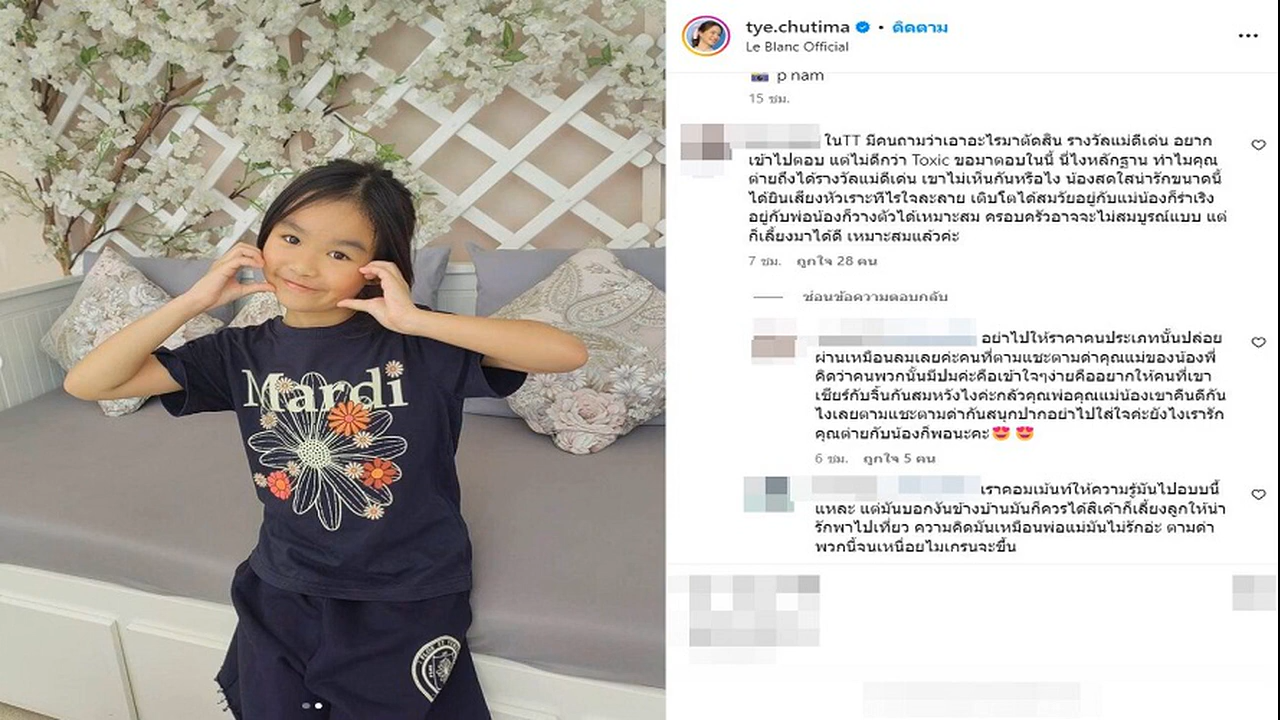 Mardi
tye.chutima • ติดตาม
Le Blanc Official
p nam
15 ชม.
ในTT มีคนถามว่าเอาอะไรมาตัดสิน รางวัลแม่ดีเด่น อยาก
เข้าไปตอบ แต่ไม่ดีกว่า Toxic ขอมาตอบในนี้ นี่ไงหลักฐาน ทำไมคุณ
ต่ายถึงได้รางวัลแม่ดีเด่น เขาไม่เห็นกันหรือไง น้องสดใสน่ารักขนาดนี้
ได้ยินเสียงหัวเราะทีไรใจละลาย เติบโตได้สมวัยอยู่กับแม่น้องก็ร่าเริง
อยู่กับพ่อน้องก็วางตัวได้เหมาะสม ครอบครัวอาจจะไม่สมบูรณ์แบบ แต่
ก็เลี้ยงมาได้ดี เหมาะสมแล้วค่ะ
7 ชม. ถูกใจ 28 คน
ซ่อนข้อความตอบกลับ
อย่าไปให้ราคาคนประเภทนั้นปล่อย
ผ่านเหมือนลมเลยค่ะคนที่ตามแซะตามด่าคุณแม่ของน้องพี่
คิดว่าคนพวกนั้นมีปมค่ะคือเข้าใจๆง่ายคืออยากให้คนที่เขา
เชียร์กับจิ้นกันสมหวังไงค่ะกลัวคุณพ่อคุณแม่น้องเขาคืนดีกัน
ไงเลยตามแซะตามด่ากันสนุกปากอย่าไปใส่ใจค่ะยังไงเรารัก
คุณต่ายกับน้องก็พอนะคะ😍 😍
6 ชม. ถูกใจ 5 คน
เราคอมเม้นท์ให้ความรู้มันไปอบบนี้
แหละ แต่มันบอกงันข้างบ้านมันก็ควรได้สิเค้าก็เลี้ยงลูกให้น่า
รักพาไปเที่ยว ความคิดมันเหมือนพ่อแม่มันไม่รักอ่ะ ตามด่า
พวกนี้จนเหนื่อยไมเกรนจะขึ้น